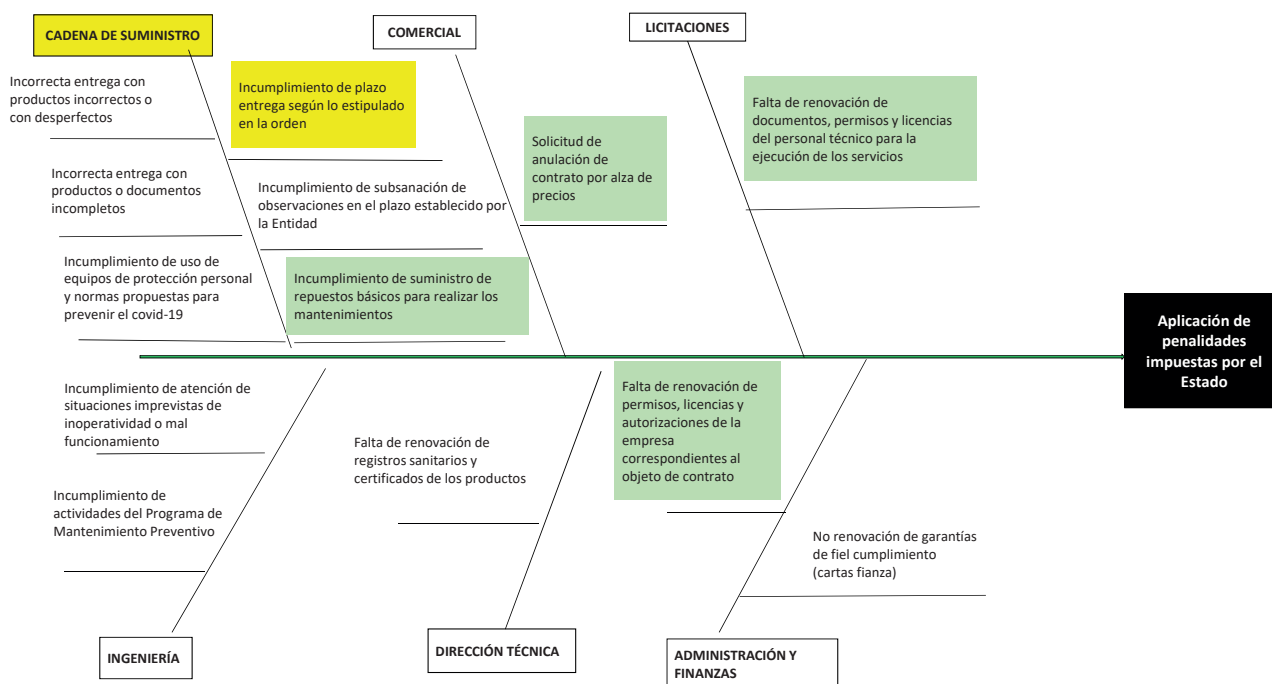 CADENA DE SUMINISTRO
COMERCIAL
LICITACIONES
Incorrecta entrega con
productos incorrectos o
con desperfectos
Incumplimiento de plazo
entrega según lo estipulado
en la orden
Incorrecta entrega con
productos o documentos
incompletos
Incumplimiento de subsanación de
observaciones en el plazo establecido por
la Entidad
Incumplimiento de uso de
equipos de protección personal
y normas propuestas para
prevenir el covid-19
Incumplimiento de suministro de
repuestos básicos para realizar los
mantenimientos
Solicitud de
anulación de
contrato por alza de
precios
Falta de renovación de
documentos, permisos y licencias
del personal técnico para la
ejecución de los servicios
Aplicación de
penalidades
impuestas por el
Estado
Incumplimiento de atención de
situaciones imprevistas de
inoperatividad o mal
funcionamiento
Incumplimiento de
actividades del Programa de
Mantenimiento Preventivo
Falta de renovación de
registros sanitarios y
certificados de los productos
Falta de renovación de
permisos, licencias y
autorizaciones de la
empresa
correspondientes al
objeto de contrato
No renovación de garantías
de fiel cumplimiento
(cartas fianza)
INGENIERÍA
DIRECCIÓN TÉCNICA
ADMINISTRACIÓN Y
FINANZAS